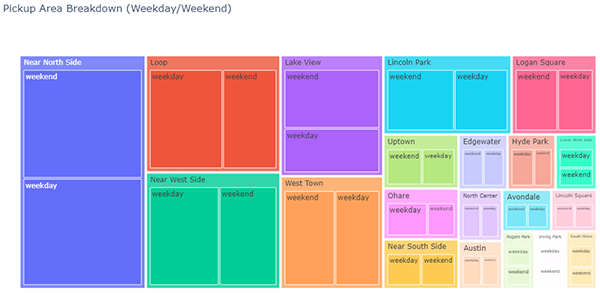 Pickup Area Breakdown (Weekday/Weekend)
Near North Side
weekend
weekday
Loop
weekday
weekend
Near West Side
weekday
weekend
Lake View
weekend
weekday
West Town
weekend
weekday
Lincoln Park
weekend
weekday
Logan Square
weekend
weekday
Uptown
weekend
weekday
Edgewater
weekend
weekday
Hyde Park
weekday
weekend
Lower West Side
weekday
weekend
Ohare
weekday
weekend
North Center
weekend
weekday
Avondale
weekday
weekend
Lincoln Square
weekend
weekday
Near South Side
weekday
weekend
Austin
weekday
weekend
Rogers Park
weekday
weekend
Irving Park
weekday
weekend
South Shore
weekday
weekend